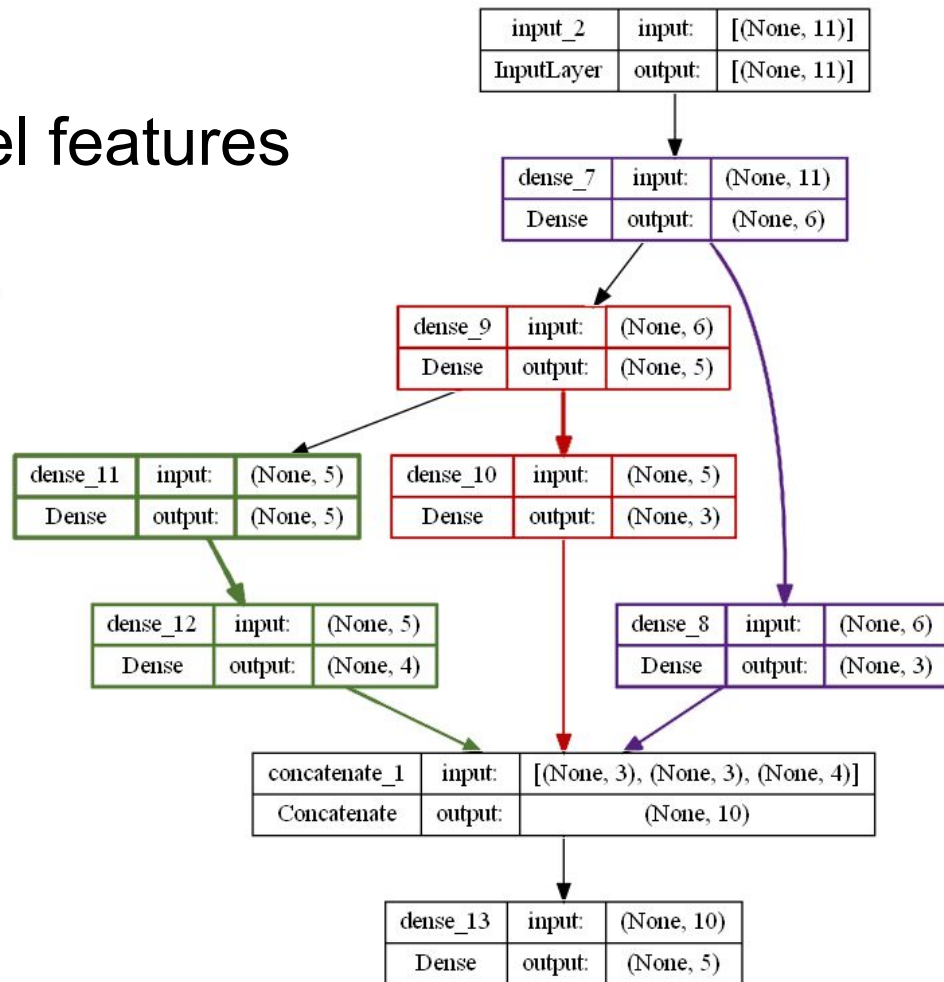 el features
input_2 input: [(None, 11)]
InputLayer output: [(None, 11)]
dense_7 input: (None, 11)
Dense output: (None, 6)
dense_9 input: (None, 6)
Dense output: (None, 5)
dense_11 input: (None, 5)
Dense output: (None, 5)
dense_10 input: (None, 5)
Dense output: (None, 3)
dense_12 input: (None, 5)
Dense output: (None, 4)
dense_8 input: (None, 6)
Dense output: (None, 3)
concatenate_1 input: [(None, 3), (None, 3), (None, 4)]
Concatenate output: (None, 10)
dense_13 input: (None, 10)
Dense output: (None, 5)